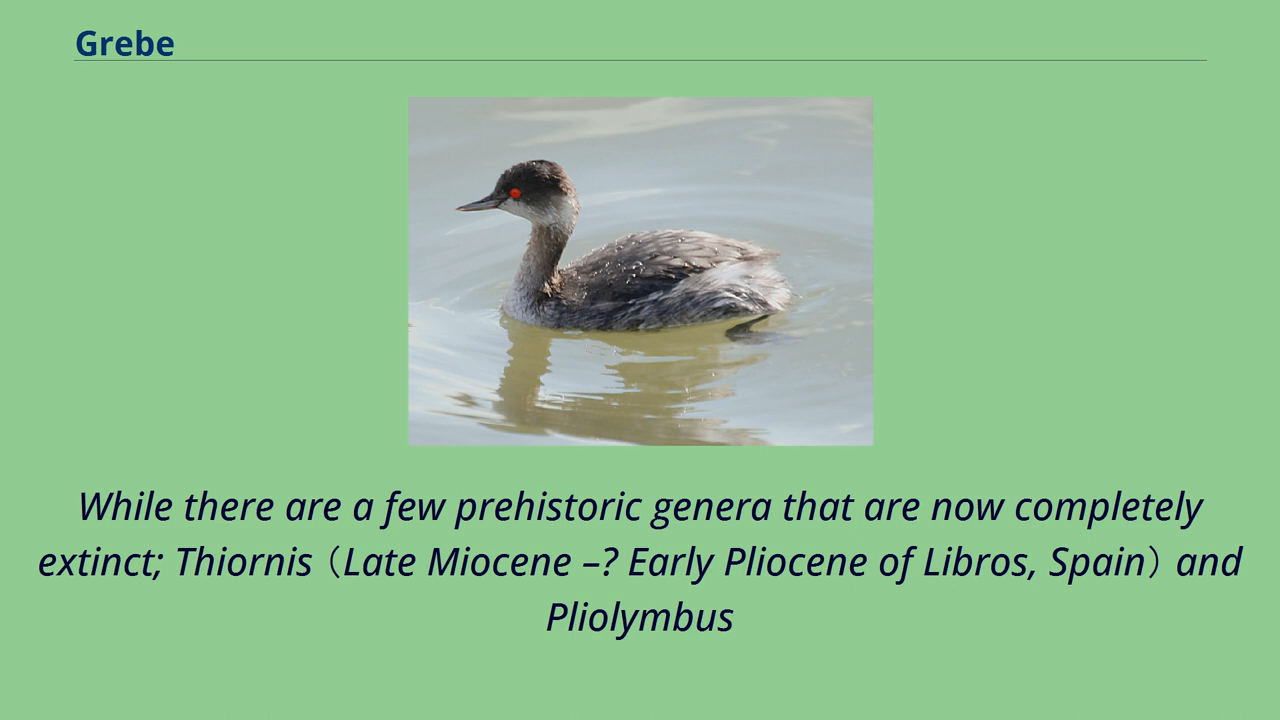 Grebe
While there are a few prehistoric genera that are now completely
extinct; Thiornis（Late Miocene –? Early Pliocene of Libros, Spain）and
Pliolymbus